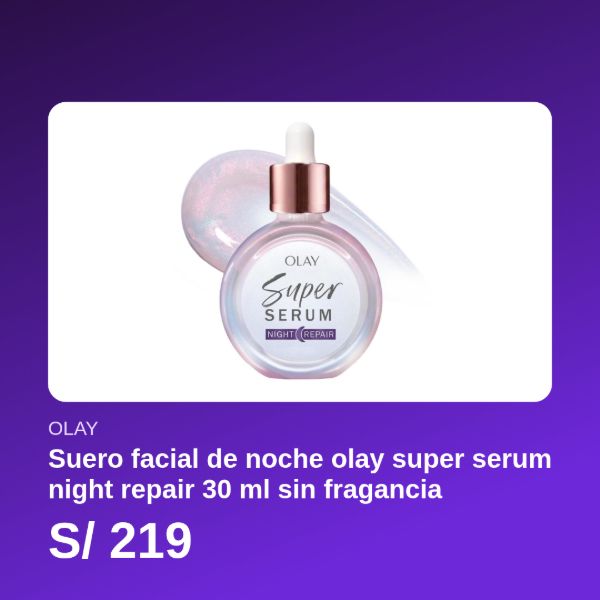 OLAY
Super
SERUM
NIGHT REPAIR
OLAY
Suero facial de noche olay super serum
night repair 30 ml sin fragancia
S/ 219